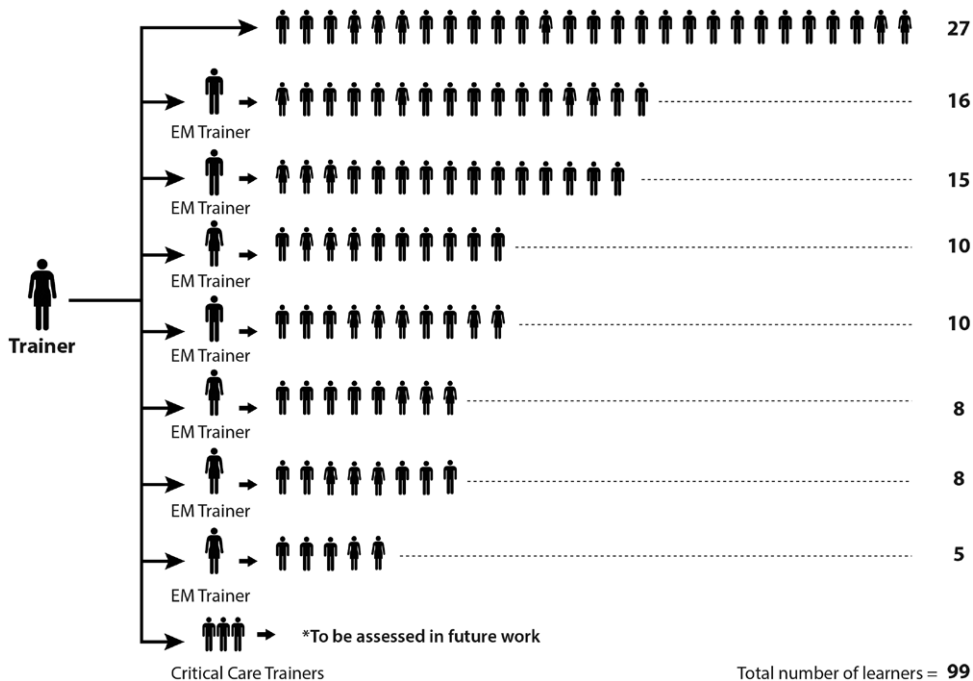 27
16
EM Trainer
15
EM Trainer
10
EM Trainer
10
Trainer
EM Trainer
8
EM Trainer
8
EM Trainer
5
EM Trainer
*To be assessed in future work
Critical Care Trainers
Total number of learners = 99